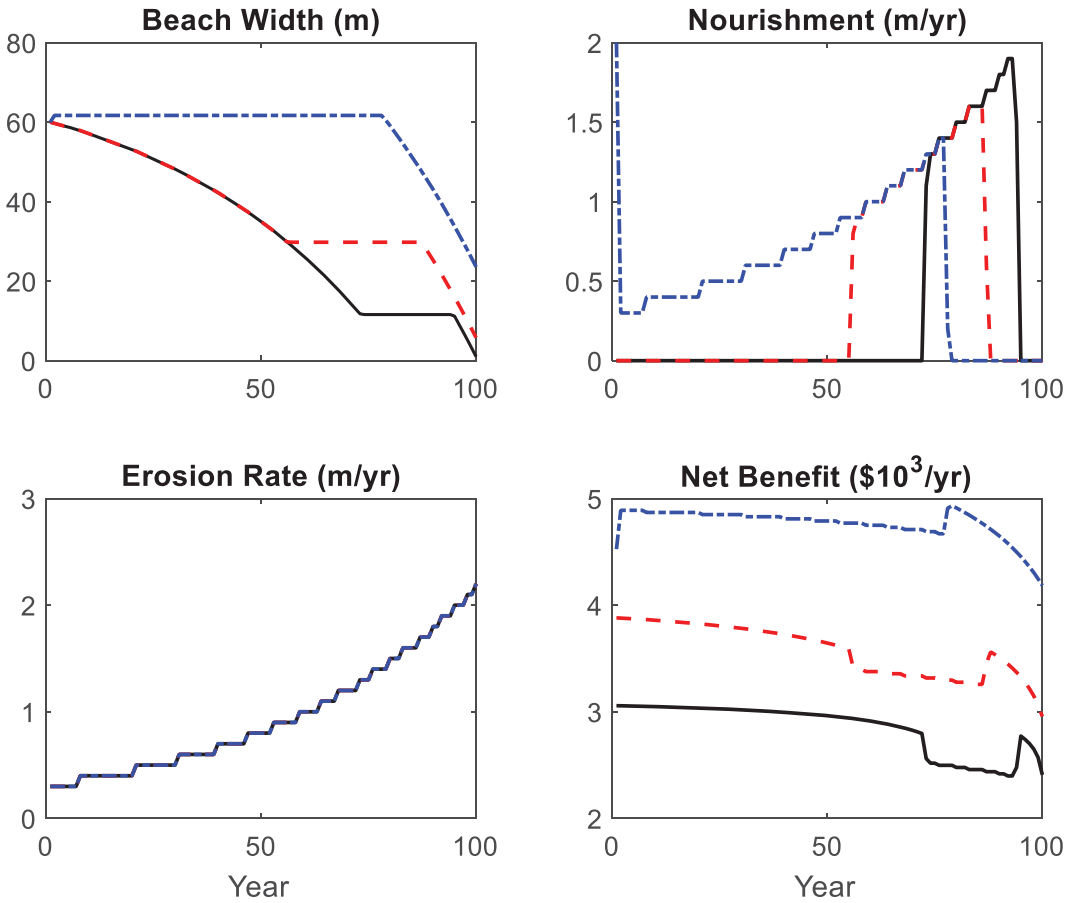 Beach Width (m)
80
60
40
20
0
0 50 100
Nourishment (m/yr)
2
1.5
1
0.5
0
0 50 100
Erosion Rate (m/yr)
3
2
1
0
0 50 100
Year
Net Benefit ($10³/yr)
5
4
3
2
0 50 100
Year